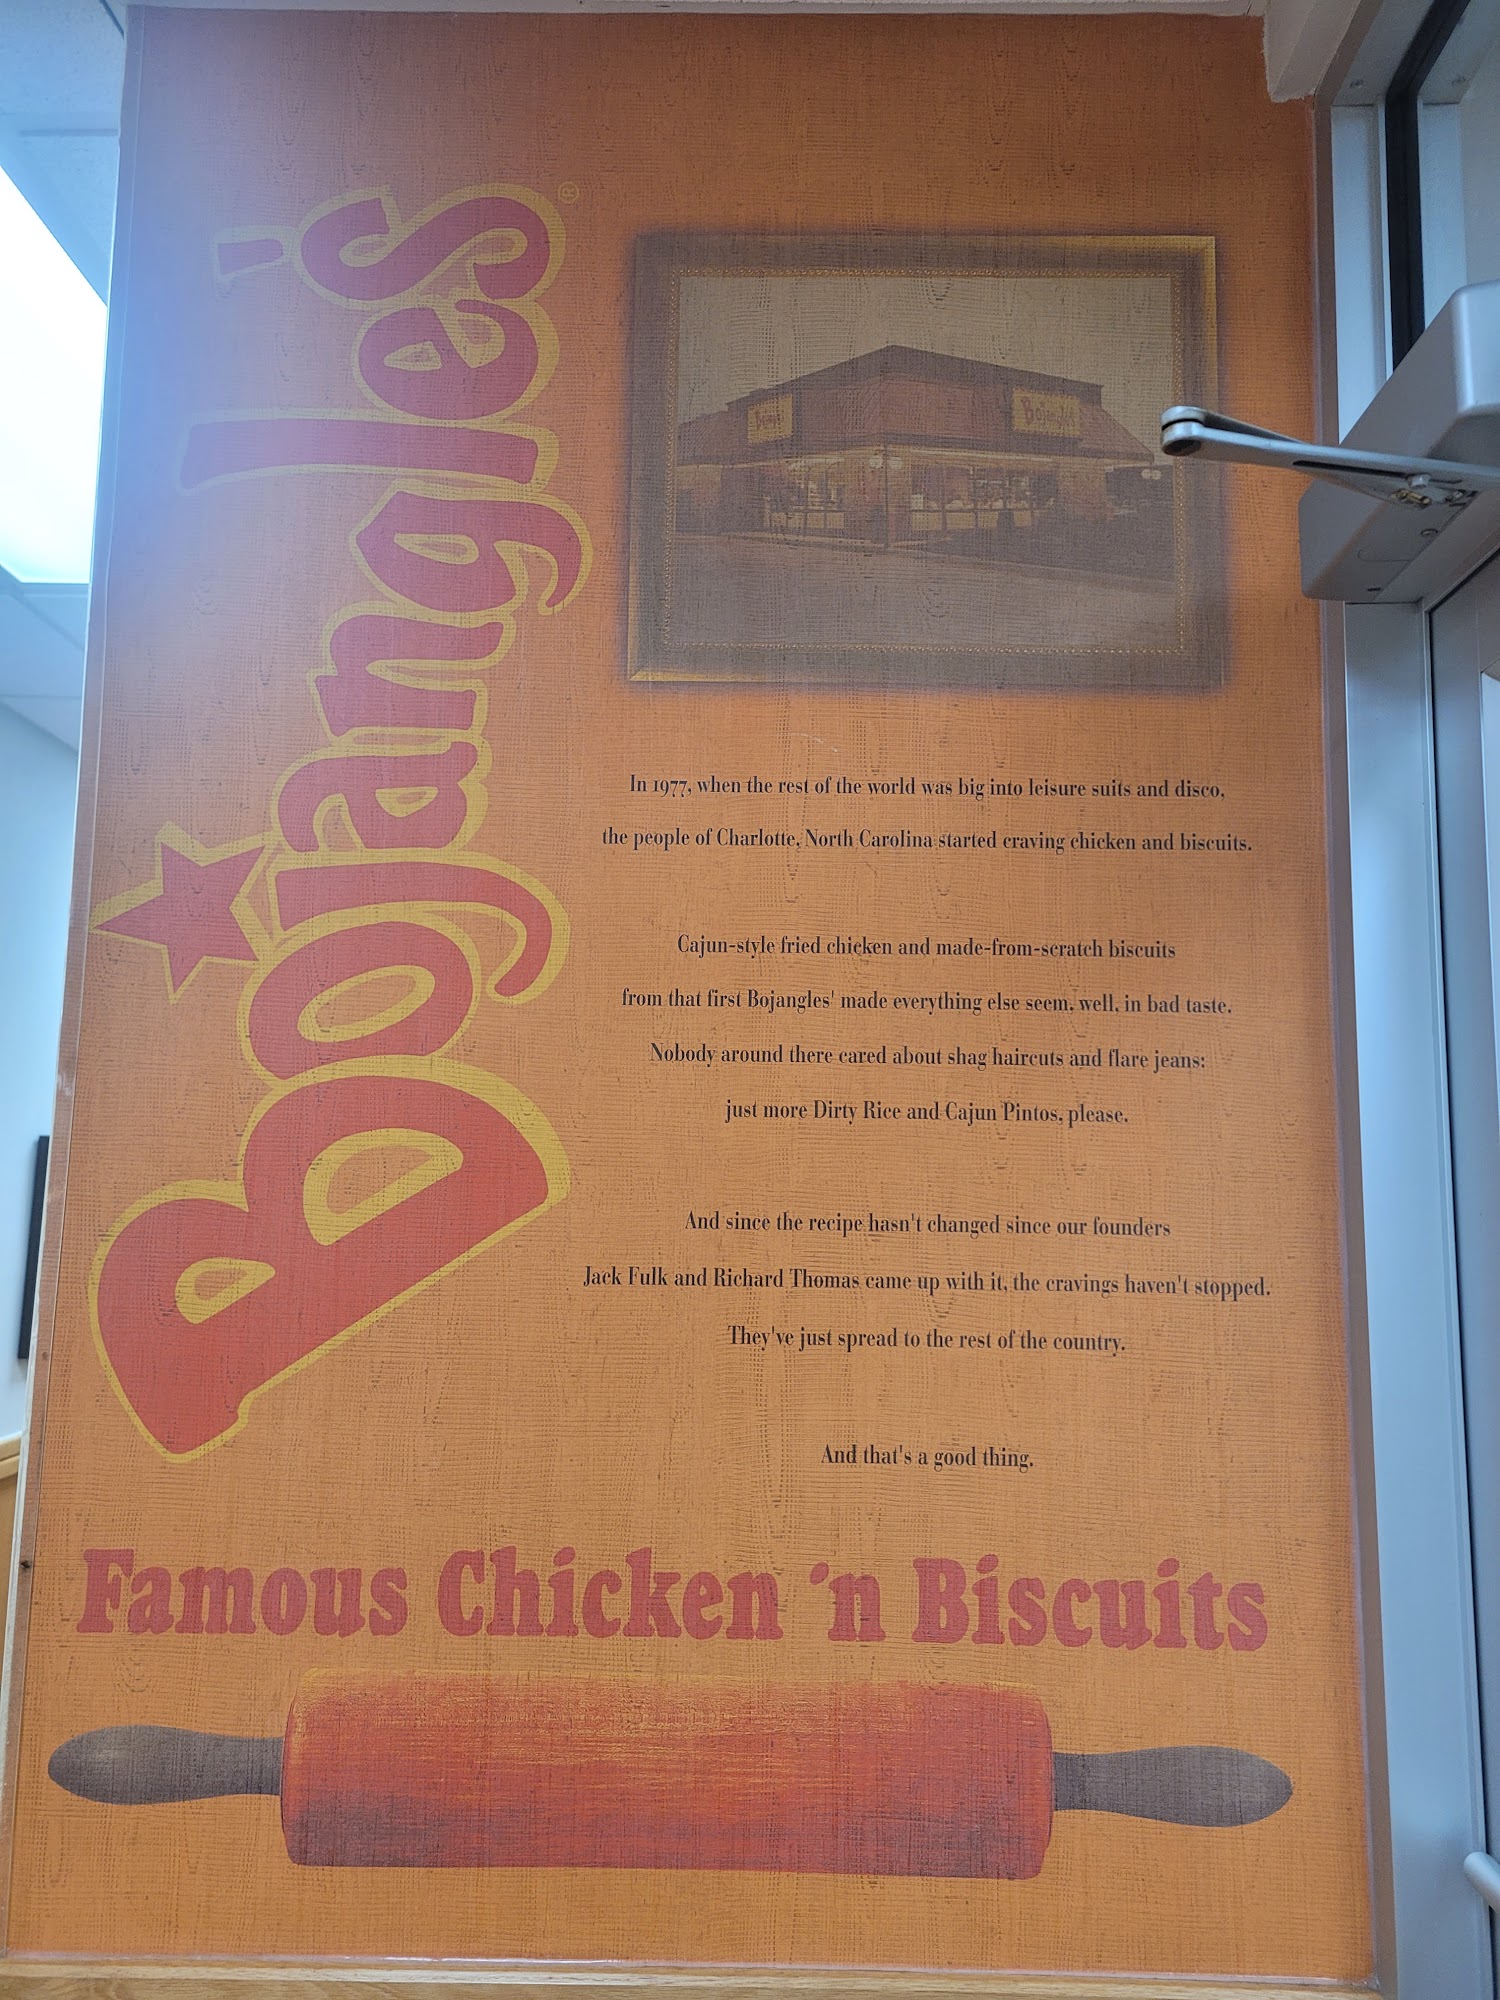 Bojangles'®
Bojangles'
In 1977, when the rest of the world was big into leisure suits and disco,
the people of Charlotte, North Carolina started craving chicken and biscuits.
Cajun-style fried chicken and made-from-scratch biscuits
from that first Bojangles' made everything else seem, well, in bad taste.
Nobody around there cared about shag haircuts and flare jeans:
just more Dirty Rice and Cajun Pintos, please.
And since the recipe hasn't changed since our founders
Jack Fulk and Richard Thomas came up with it, the cravings haven't stopped.
They've just spread to the rest of the country.
And that's a good thing.
Famous Chicken 'n Biscuits